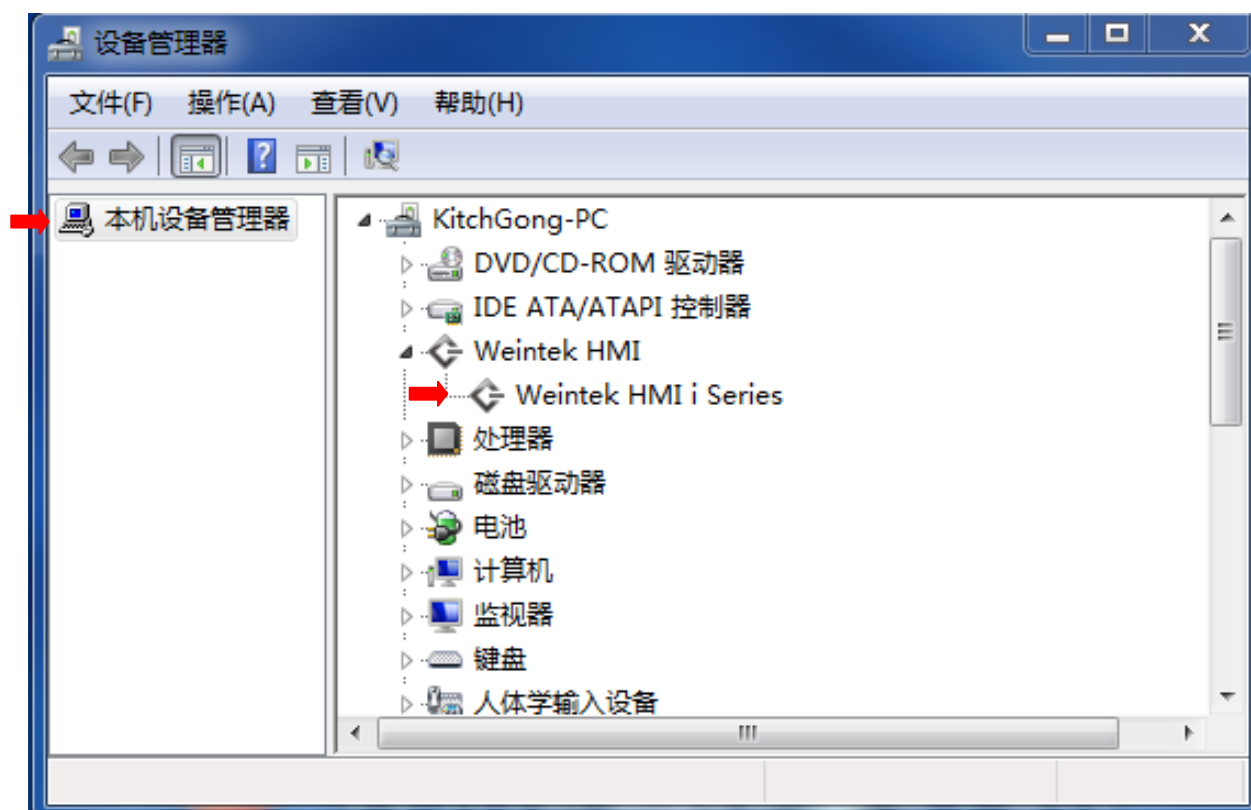 设备管理器
文件(F) 操作(A) 查看(V) 帮助(H)
本机设备管理器
KitchGong-PC
DVD/CD-ROM 驱动器
IDE ATA/ATAPI 控制器
Weintek HMI
Weintek HMI i Series
处理器
磁盘驱动器
电池
计算机
监视器
键盘
人体学输入设备